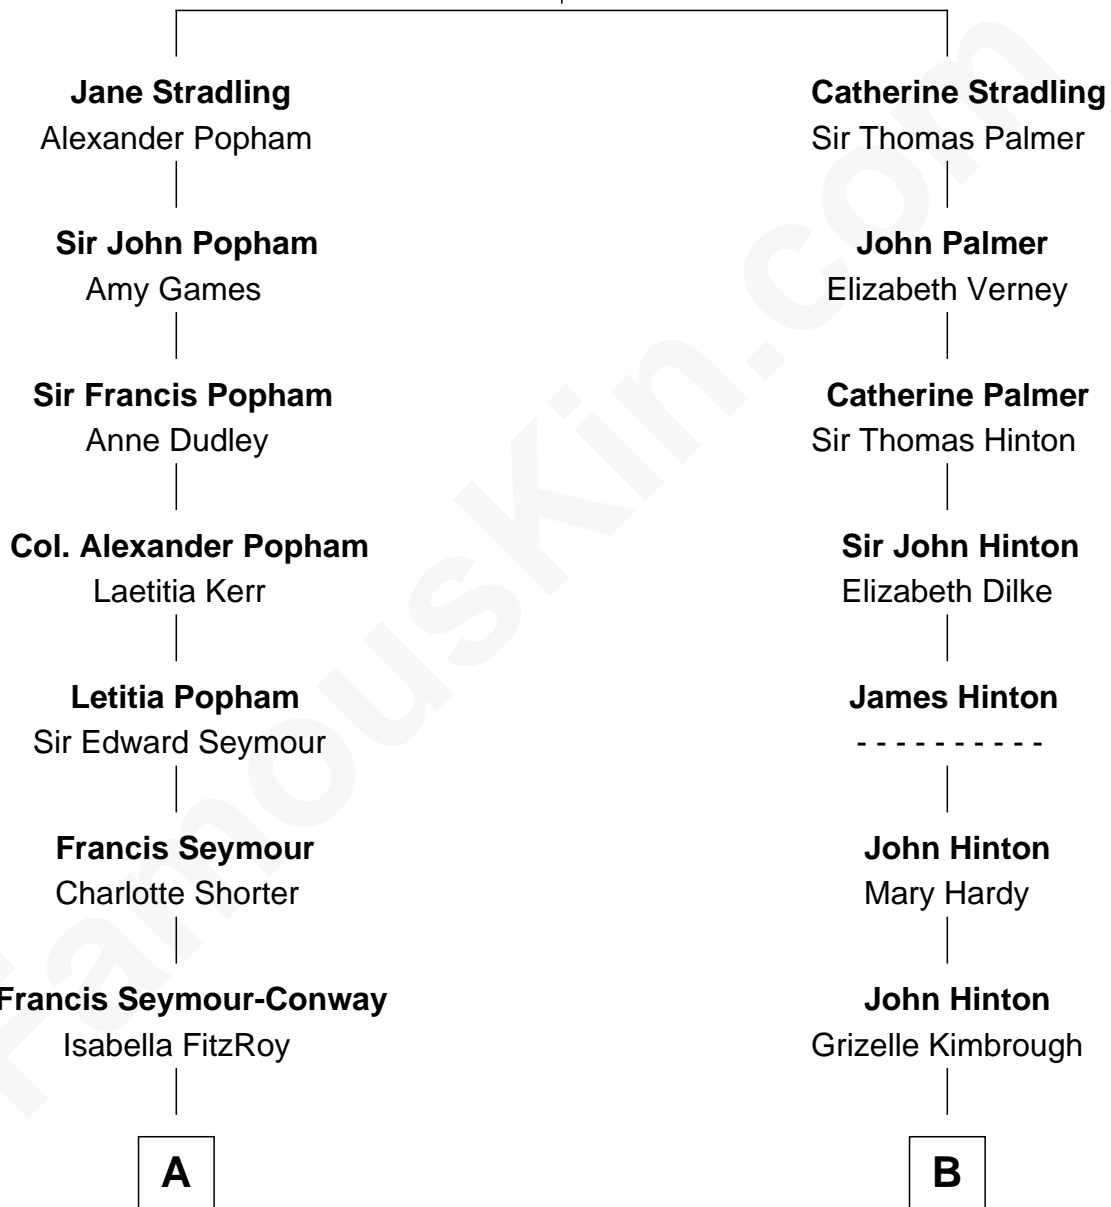 Jane Stradling
Alexander Popham
Sir John Popham
Amy Games
Sir Francis Popham
Anne Dudley
Col. Alexander Popham
Laetitia Kerr
Letitia Popham
Sir Edward Seymour
Francis Seymour
Charlotte Shorter
Francis Seymour-Conway
Isabella FitzRoy
A
Catherine Stradling
Sir Thomas Palmer
John Palmer
Elizabeth Verney
Catherine Palmer
Sir Thomas Hinton
Sir John Hinton
Elizabeth Dilke
James Hinton
- - - - - - - - - -
John Hinton
Mary Hardy
John Hinton
Grizelle Kimbrough
B
FamousKin.com